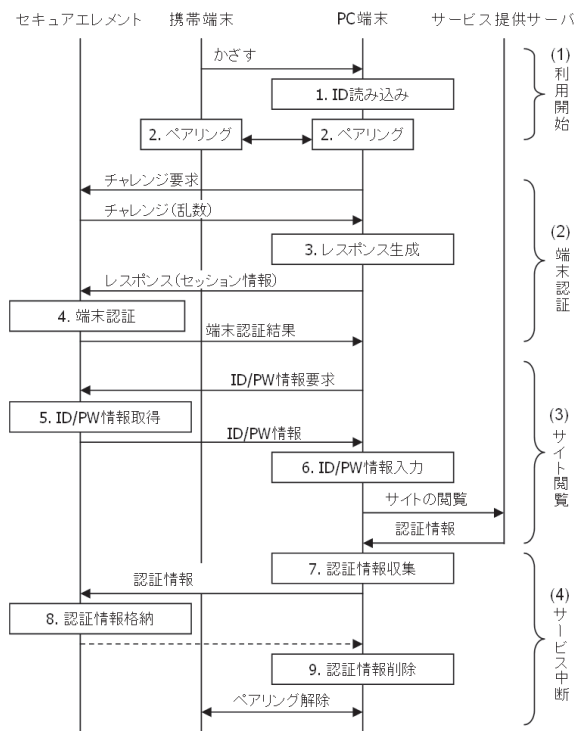 セキュアエレメント
携帯端末
PC端末
サービス提供サーバ
かざす
1. ID読み込み
2. ペアリング
2. ペアリング
(1)
利用開始
チャレンジ要求
チャレンジ(乱数)
3. レスポンス生成
レスポンス(セッション情報)
4. 端末認証
端末認証結果
(2)
端末認証
ID/PW情報要求
5. ID/PW情報取得
ID/PW情報
6. ID/PW情報入力
サイトの閲覧
認証情報
(3)
サイト閲覧
7. 認証情報収集
認証情報
8. 認証情報格納
9. 認証情報削除
ペアリング解除
(4)
サービス中断